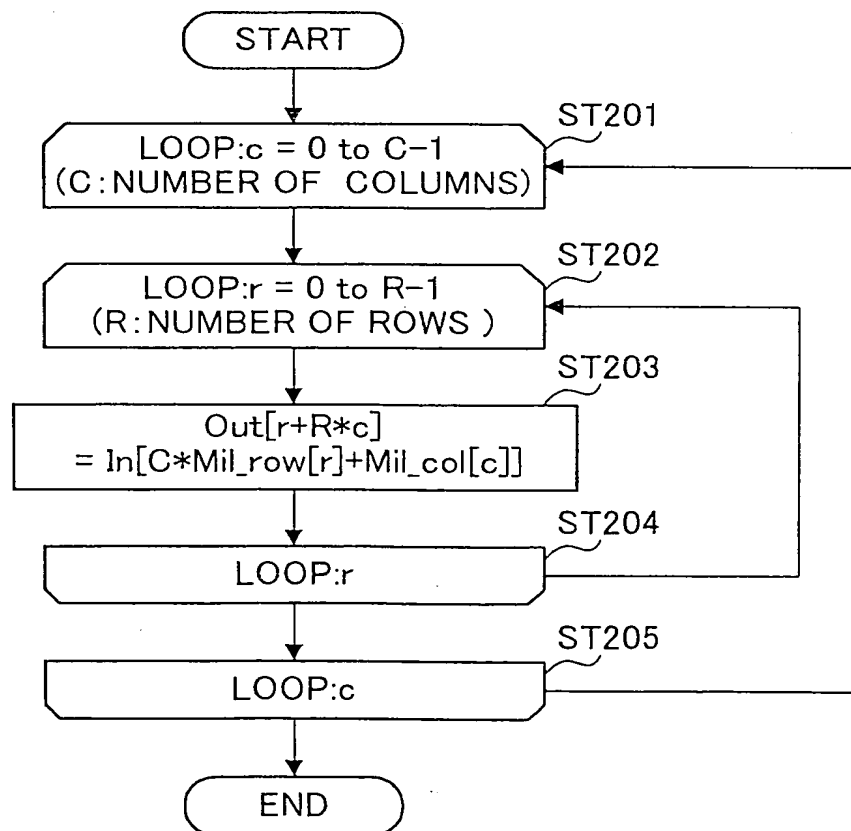 START
ST201
LOOP:c = 0 to C-1
(C:NUMBER OF COLUMNS)
ST202
LOOP:r = 0 to R-1
(R:NUMBER OF ROWS )
ST203
Out[r+R*c]
= In[C*Mil_row[r]+Mil_col[c]]
ST204
LOOP:r
ST205
LOOP:c
END